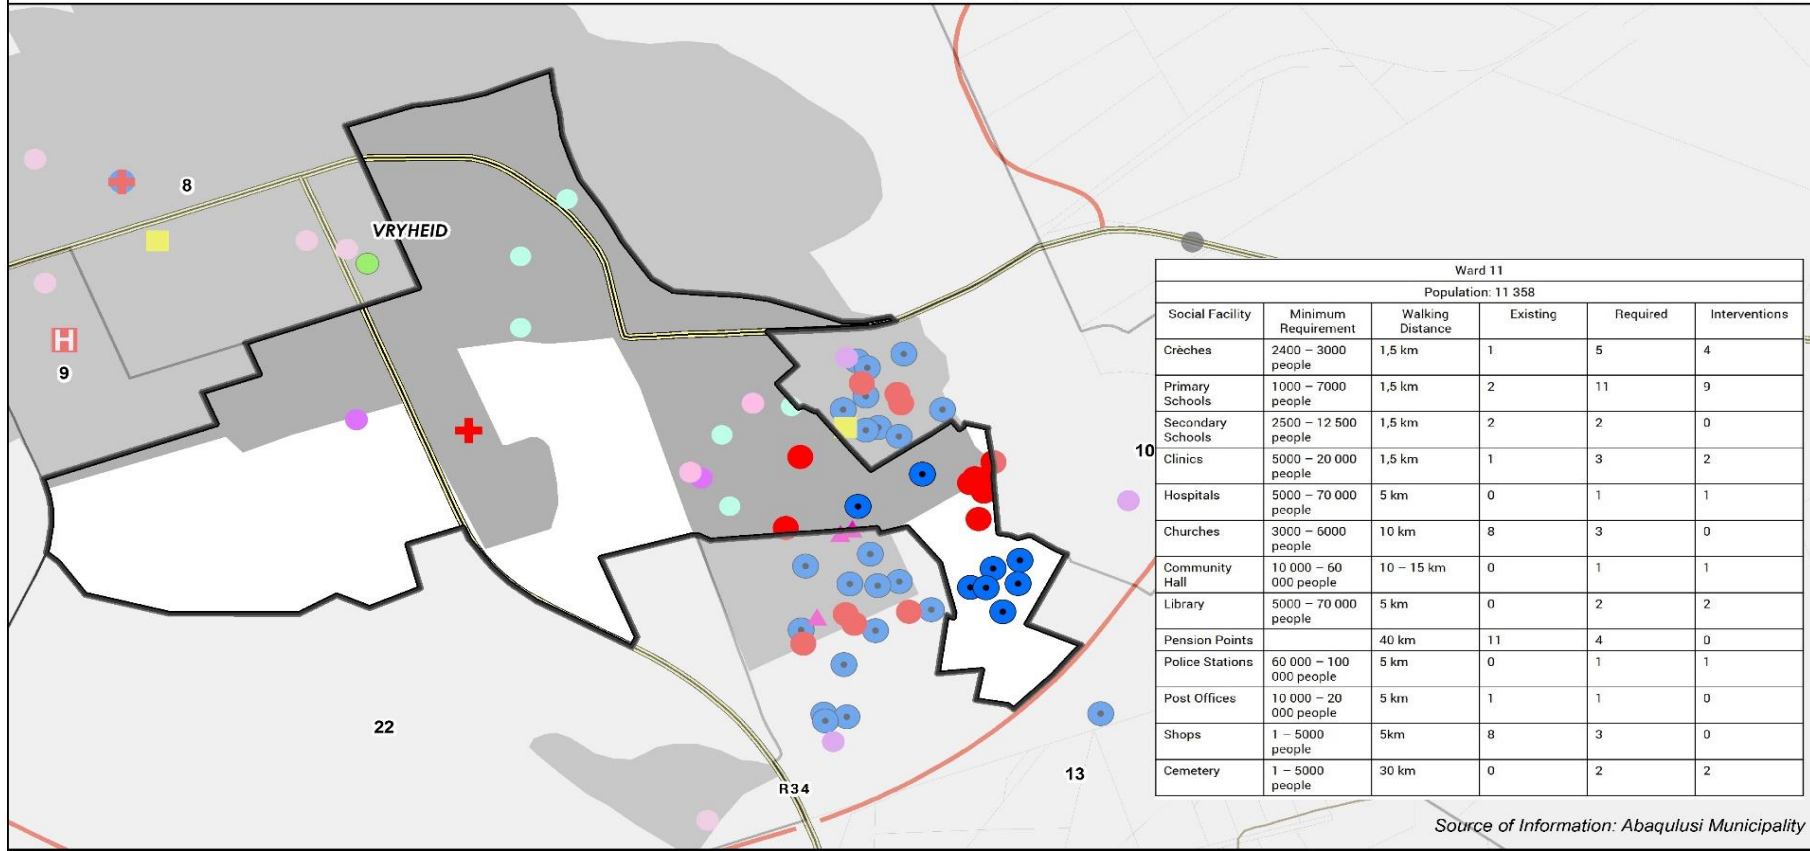 8
VRYHEID
H
9
10
22
13
R34
Ward 11
Population: 11 358
Social Facility Minimum Requirement Walking Distance Existing Required Interventions
Crèches 2400 – 3000 people 1,5 km 1 5 4
Primary Schools 1000 – 7000 people 1,5 km 2 11 9
Secondary Schools 2500 – 12 500 people 1,5 km 2 2 0
Clinics 5000 – 20 000 people 1,5 km 1 3 2
Hospitals 5000 – 70 000 people 5 km 0 1 1
Churches 3000 – 6000 people 10 km 8 3 0
Community Hall 10 000 – 60 000 people 10 – 15 km 0 1 1
Library 5000 – 70 000 people 5 km 0 2 2
Pension Points 40 km 11 4 0
Police Stations 60 000 – 100 000 people 5 km 0 1 1
Post Offices 10 000 – 20 000 people 5 km 1 1 0
Shops 1 – 5000 people 5km 8 3 0
Cemetery 1 – 5000 people 30 km 0 2 2
Source of Information: Abaqulusi Municipality